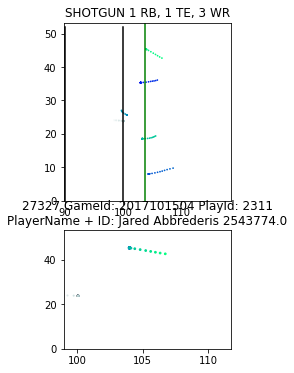 SHOTGUN 1 RB, 1 TE, 3 WR
50
40
30
20
10
0
90 100 110
27327 GameId: 2017101504 PlayId: 2311
PlayerName + ID: Jared Abbrederis 2543774.0
40
20
0
100 105 110